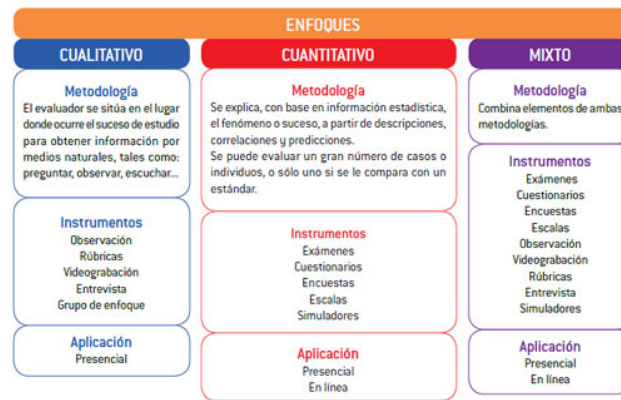 ENFOQUES
CUALITATIVO
Metodología
El evaluador se sitúa en el lugar
donde ocurre el suceso de estudio
para obtener información por
medios naturales, tales como:
preguntar, observar, escuchar...
Instrumentos
Observación
Rúbricas
Videograbación
Entrevista
Grupo de enfoque
Aplicación
Presencial
CUANTITATIVO
Metodología
Se explica, con base en información estadística,
el fenómeno o suceso, a partir de descripciones,
correlaciones y predicciones.
Se puede evaluar un gran número de casos o
individuos, o sólo uno si se le compara con un
estándar.
Instrumentos
Exámenes
Cuestionarios
Encuestas
Escalas
Simuladores
Aplicación
Presencial
En línea
MIXTO
Metodología
Combina elementos de ambas
metodologías.
Instrumentos
Exámenes
Cuestionarios
Encuestas
Escalas
Observación
Videograbación
Rúbricas
Entrevista
Simuladores
Aplicación
Presencial
En línea